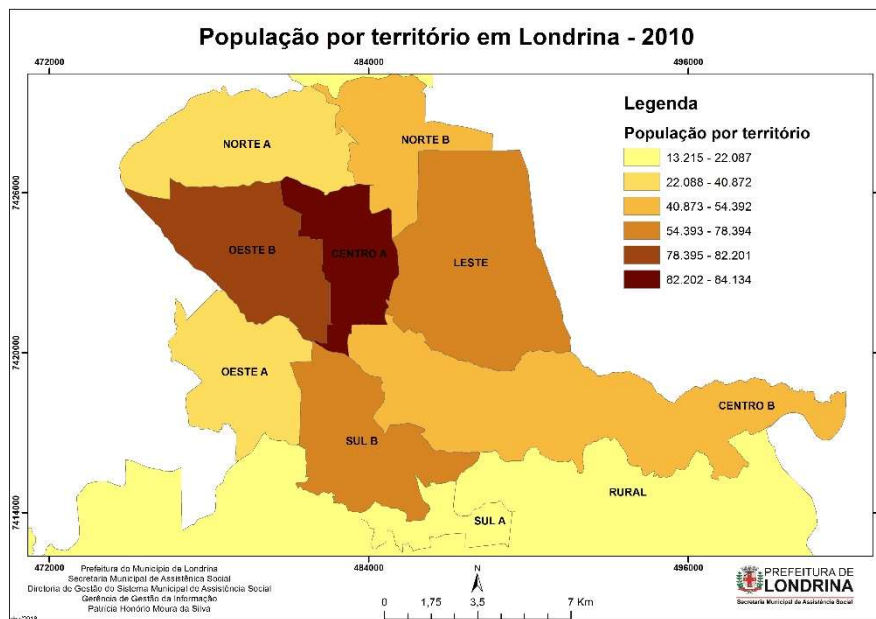 População por território em Londrina - 2010
472000
484000
496000
Legenda
População por território
13.215 - 22.087
22.088 - 40.872
40.873 - 54.392
54.393 - 78.394
78.395 - 82.201
82.202 - 84.134
NORTE A
NORTE B
7426000
7426000
OESTE B
CENTRO A
LESTE
7420000
7420000
OESTE A
CENTRO B
SUL B
RURAL
7414000
7414000
SUL A
472000
484000
496000
Prefeitura do Município de Londrina
Secretaria Municipal de Assistência Social
Diretoria de Gestão do Sistema Municipal de Assistência Social
Gerência de Gestão da Informação
Patrícia Honório Moura da Silva
N
0 1,75 3,5 7 Km
PREFEITURA DE
LONDRINA
Secretaria Municipal de Assistência Social